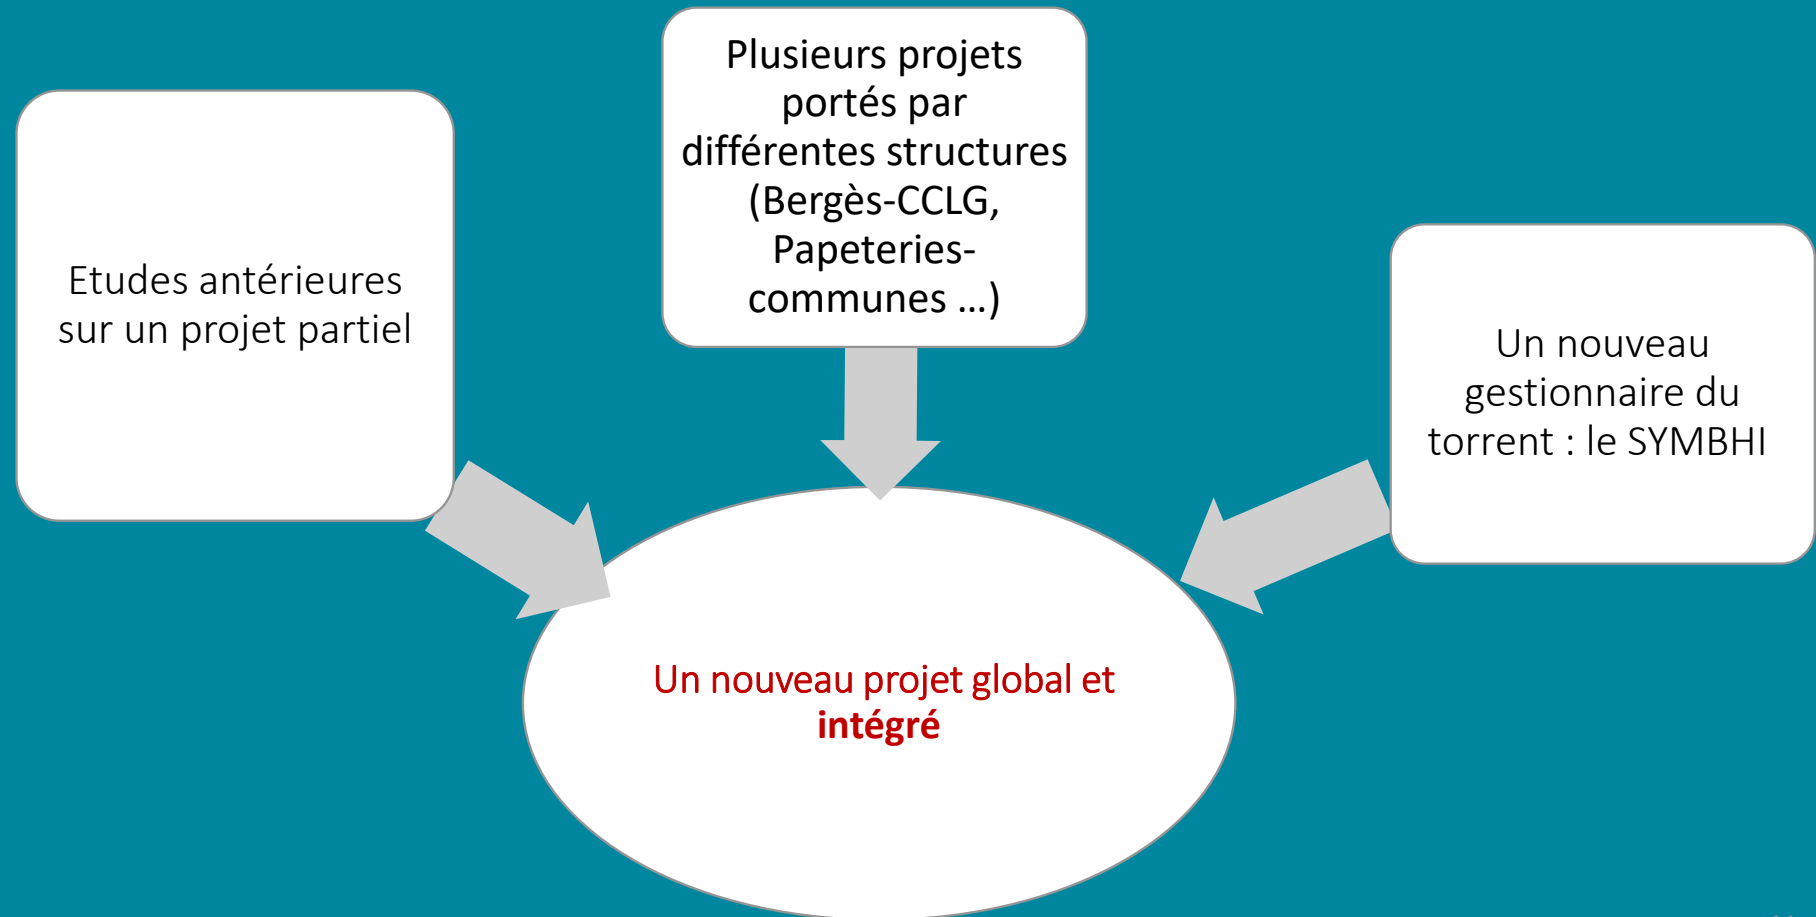 Etudes antérieures
sur un projet partiel
Plusieurs projets
portés par
différentes structures
(Bergès-CCLG,
Papeteries-
communes …)
Un nouveau
gestionnaire du
torrent : le SYMBHI
Un nouveau projet global et
intégré